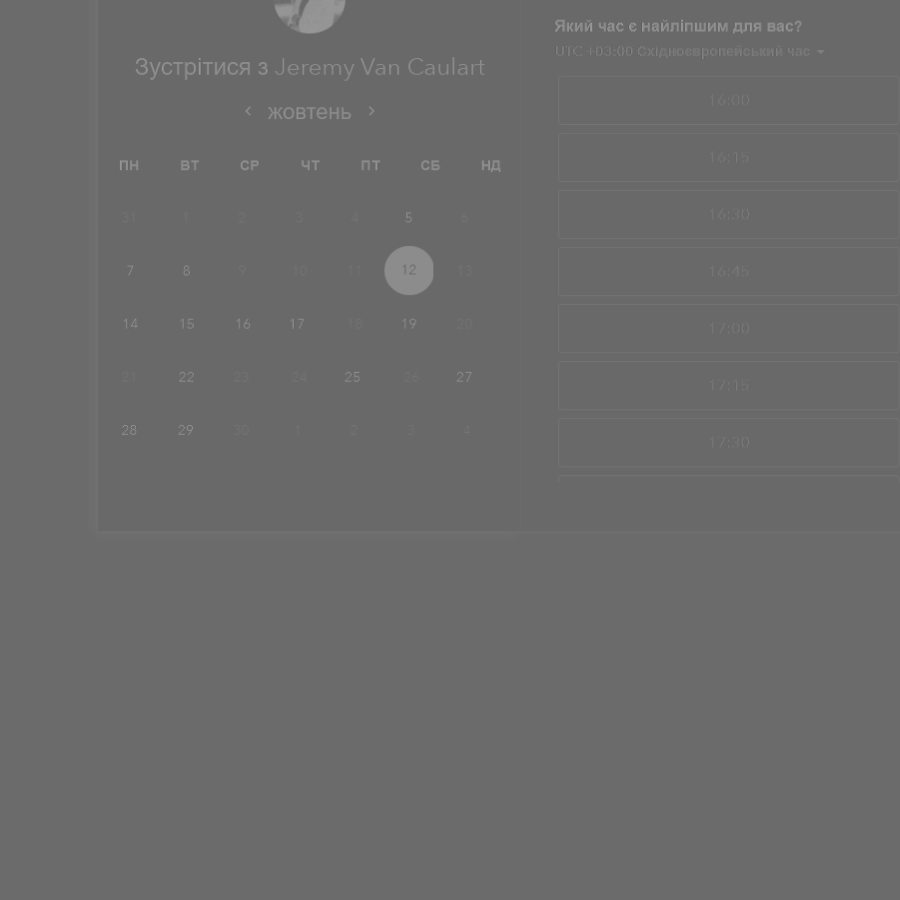 Зустрітися з Jeremy Van Caulart
жовтень
ПН ВТ СР ЧТ ПТ СБ НД
31 1 2 3 4 5 6
7 8 9 10 11 12 13
14 15 16 17 18 19 20
21 22 23 24 25 26 27
28 29 30 1 2 3 4
Який час є найліпшим для вас?
UTC +03:00 Східноєвропейський час
16:00
16:15
16:30
16:45
17:00
17:15
17:30